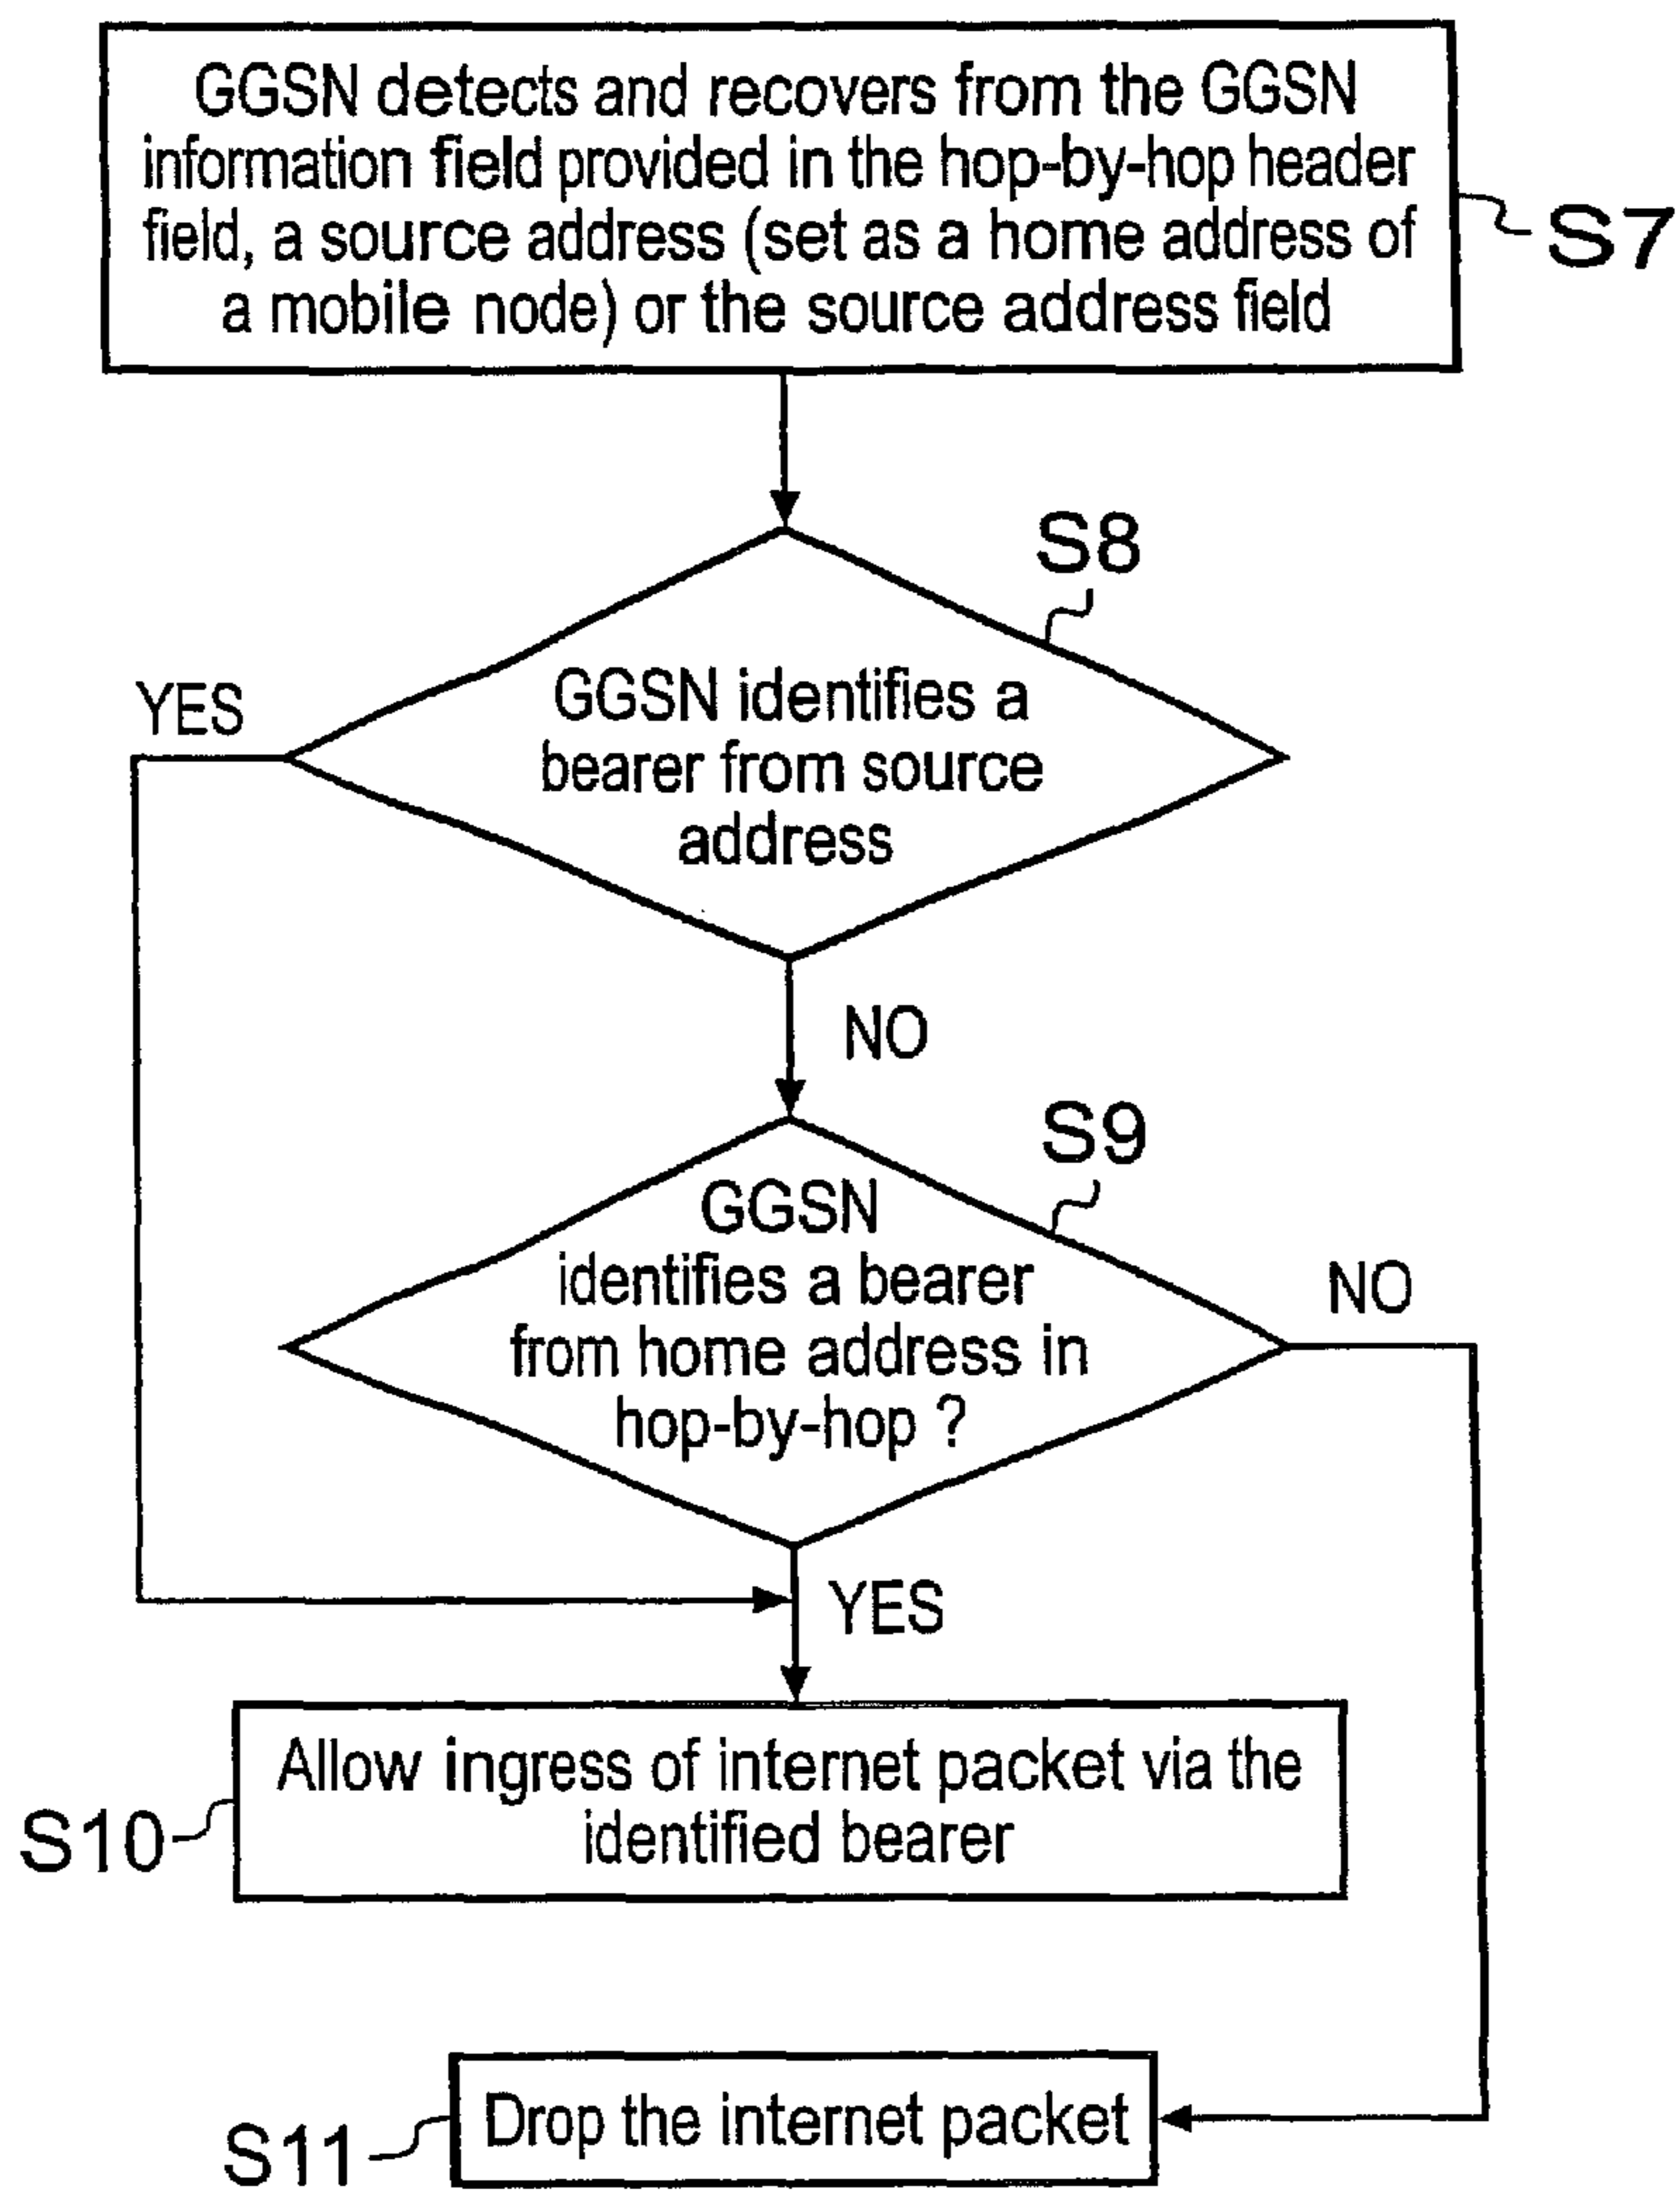 GGSN detects and recovers from the GGSN
information field provided in the hop-by-hop header
field, a source address (set as a home address of
a mobile node) or the source address field
S7
S8
YES
GGSN identifies a
bearer from source
address
NO
S9
GGSN
identifies a bearer
from home address in
hop-by-hop ?
NO
YES
Allow ingress of internet packet via the
identified bearer
S10
Drop the internet packet
S11